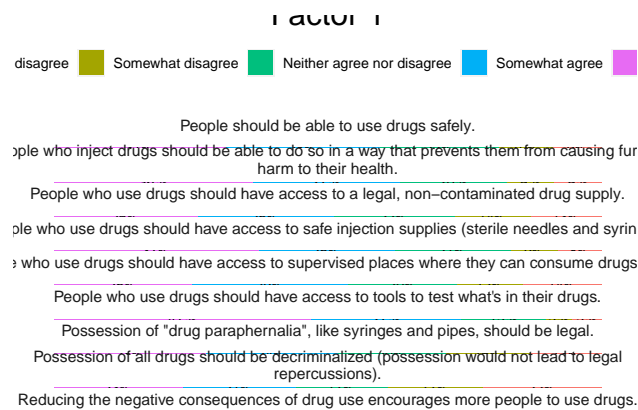 Factor 1
disagree Somewhat disagree Neither agree nor disagree Somewhat agree
People should be able to use drugs safely.
ople who inject drugs should be able to do so in a way that prevents them from causing fur
harm to their health.
People who use drugs should have access to a legal, non−contaminated drug supply.
ple who use drugs should have access to safe injection supplies (sterile needles and syrin
e who use drugs should have access to supervised places where they can consume drugs
People who use drugs should have access to tools to test what's in their drugs.
Possession of "drug paraphernalia", like syringes and pipes, should be legal.
Possession of all drugs should be decriminalized (possession would not lead to legal
repercussions).
Reducing the negative consequences of drug use encourages more people to use drugs.